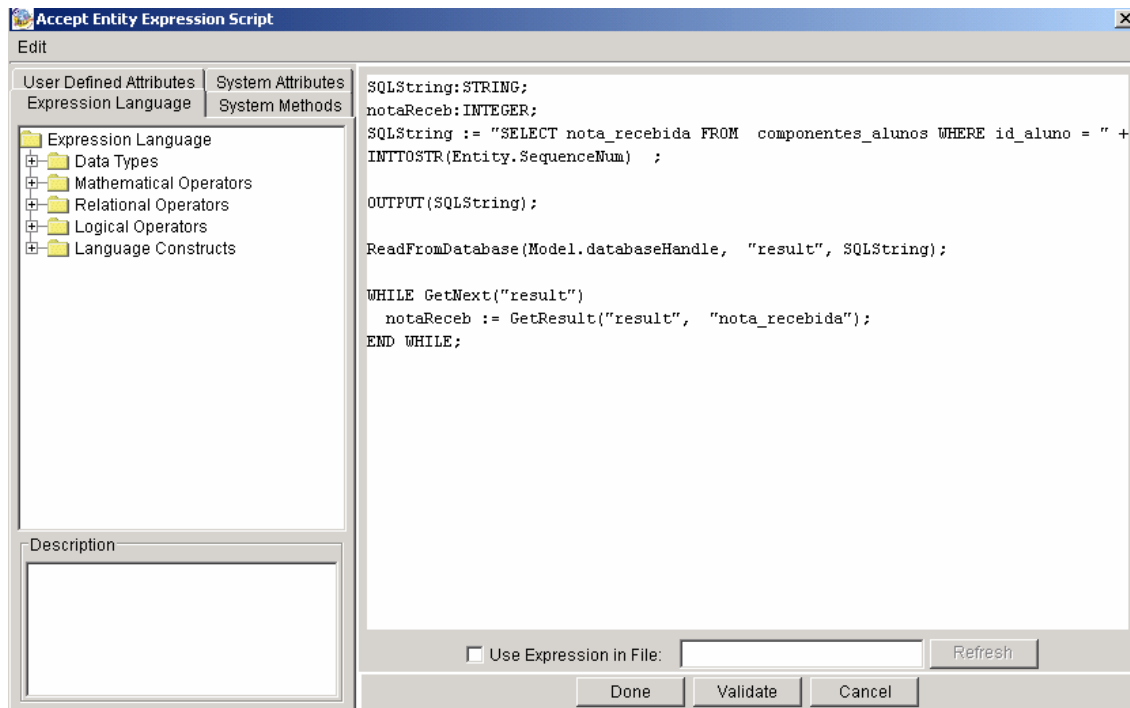 Accept Entity Expression Script
Edit
User Defined Attributes System Attributes
Expression Language System Methods
Expression Language
Data Types
Mathematical Operators
Relational Operators
Logical Operators
Language Constructs
Description
SQLString:STRING;
notaReceb:INTEGER;
SQLString := "SELECT nota_recebida FROM  componentes_alunos WHERE id_aluno = " +
INTTOSTR(Entity.SequenceNum)  ;
OUTPUT(SQLString);
ReadFromDatabase(Model.databaseHandle,  "result", SQLString);
WHILE GetNext("result")
  notaReceb := GetResult("result",  "nota_recebida");
END WHILE;
Use Expression in File: Refresh
Done Validate Cancel